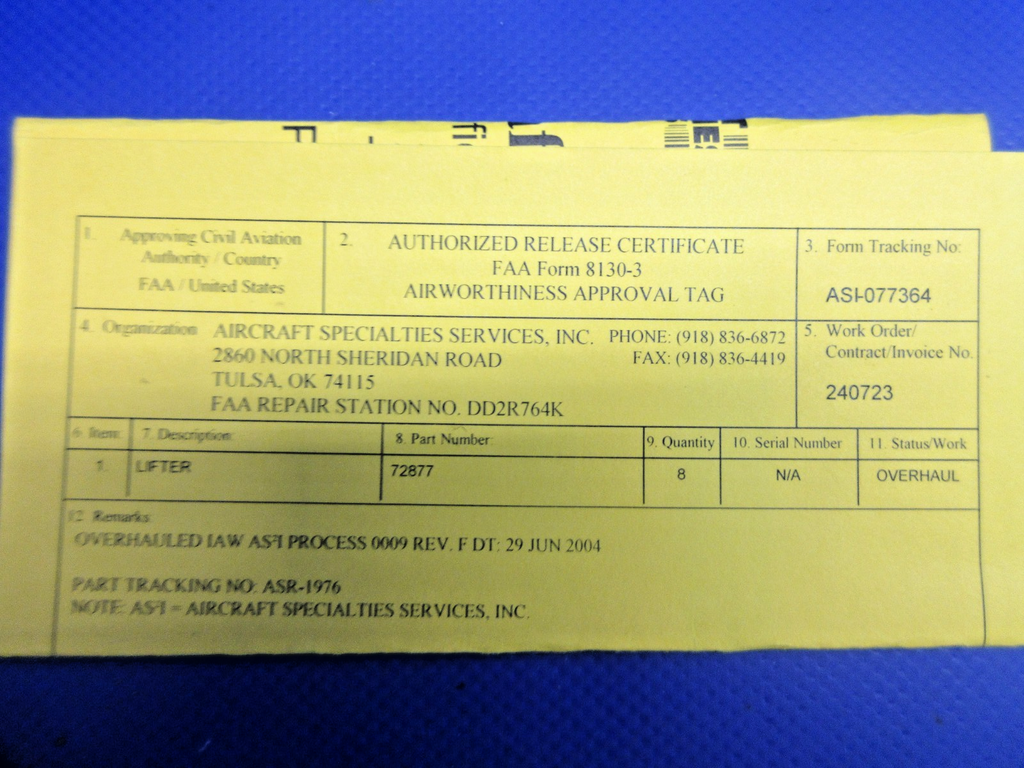 1. Approving Civil Aviation
Authority / Country
FAA / United States
2. AUTHORIZED RELEASE CERTIFICATE
FAA Form 8130-3
AIRWORTHINESS APPROVAL TAG
3. Form Tracking No:
ASI-077364
4. Organization AIRCRAFT SPECIALTIES SERVICES, INC. PHONE: (918) 836-6872
2860 NORTH SHERIDAN ROAD FAX: (918) 836-4419
TULSA, OK 74115
FAA REPAIR STATION NO. DD2R764K
5. Work Order/
Contract/Invoice No.
240723
6. Item: 7. Description: 8. Part Number: 9. Quantity 10. Serial Number 11. Status/Work
1. LIFTER 72877 8 N/A OVERHAUL
12. Remarks:
OVERHAULED IAW AS²I PROCESS 0009 REV. F DT: 29 JUN 2004
PART TRACKING NO: ASR-1976
NOTE: AS²I = AIRCRAFT SPECIALTIES SERVICES, INC.